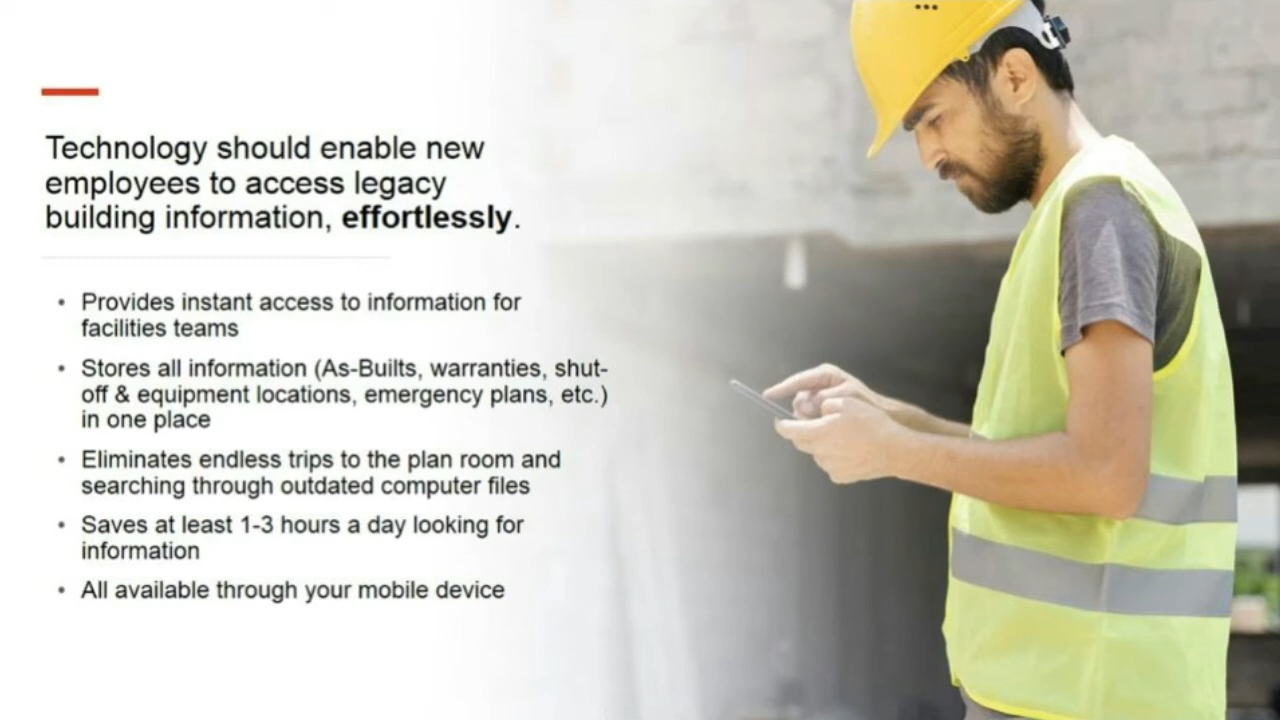 Technology should enable new
employees to access legacy
building information, effortlessly.
• Provides instant access to information for
facilities teams
• Stores all information (As-Builts, warranties, shut-
off & equipment locations, emergency plans, etc.)
in one place
• Eliminates endless trips to the plan room and
searching through outdated computer files
• Saves at least 1-3 hours a day looking for
information
• All available through your mobile device